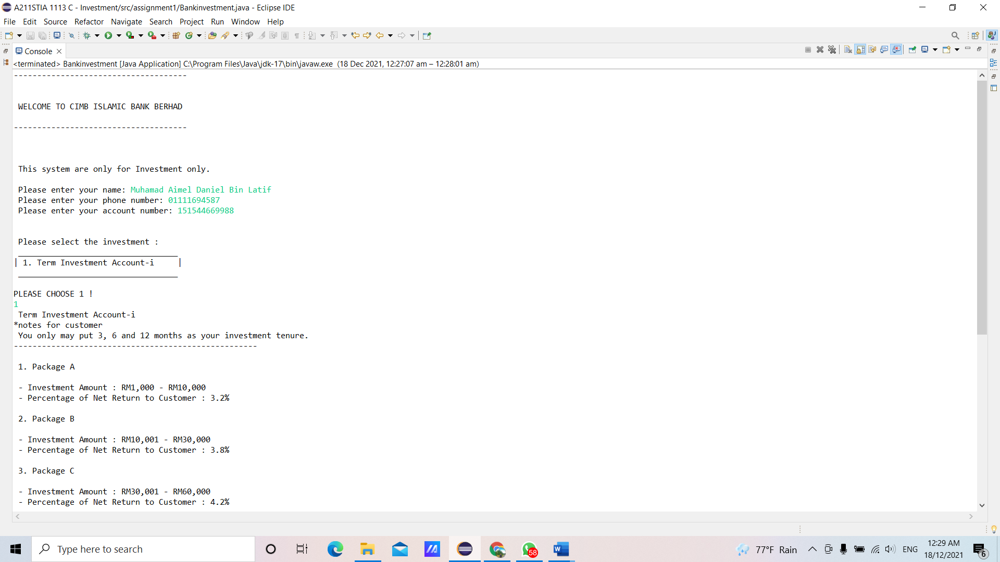 A211STIA 1113 C - Investment/src/assignment1/Bankinvestment.java - Eclipse IDE
File Edit Source Refactor Navigate Search Project Run Window Help
Console
<terminated> Bankinvestment [Java Application] C:\Program Files\Java\jdk-17\bin\javaw.exe (18 Dec 2021, 12:27:07 am – 12:28:01 am)
-------------------------------------
WELCOME TO CIMB ISLAMIC BANK BERHAD
-------------------------------------
This system are only for Investment only.
Please enter your name: Muhamad Aimel Daniel Bin Latif
Please enter your phone number: 01111694587
Please enter your account number: 151544669988
Please select the investment :
__________________________________
| 1. Term Investment Account-i |
__________________________________
PLEASE CHOOSE 1 !
1
Term Investment Account-i
*notes for customer
You only may put 3, 6 and 12 months as your investment tenure.
----------------------------------------------------
1. Package A
- Investment Amount : RM1,000 - RM10,000
- Percentage of Net Return to Customer : 3.2%
2. Package B
- Investment Amount : RM10,001 - RM30,000
- Percentage of Net Return to Customer : 3.8%
3. Package C
- Investment Amount : RM30,001 - RM60,000
- Percentage of Net Return to Customer : 4.2%
Type here to search
58
77°F Rain
ENG
12:29 AM
18/12/2021
6